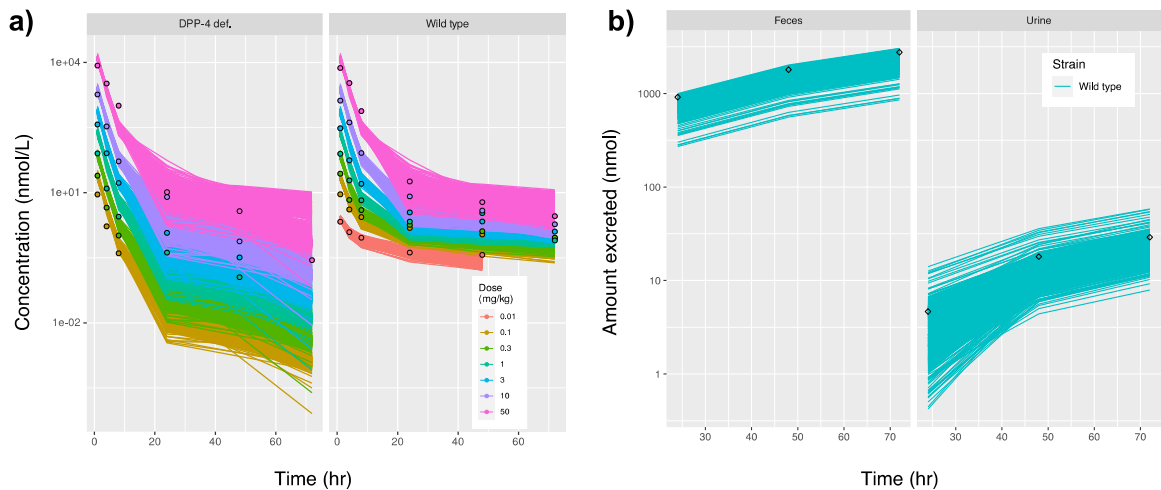 a)
DPP-4 def.
Wild type
Concentration (nmol/L)
1e+04
1e+01
1e-02
0
20
40
60
0
20
40
60
Time (hr)
Dose
(mg/kg)
0.01
0.1
0.3
1
3
10
50
b)
Feces
Urine
Amount excreted (nmol)
1000
100
10
1
30
40
50
60
70
30
40
50
60
70
Time (hr)
Strain
Wild type